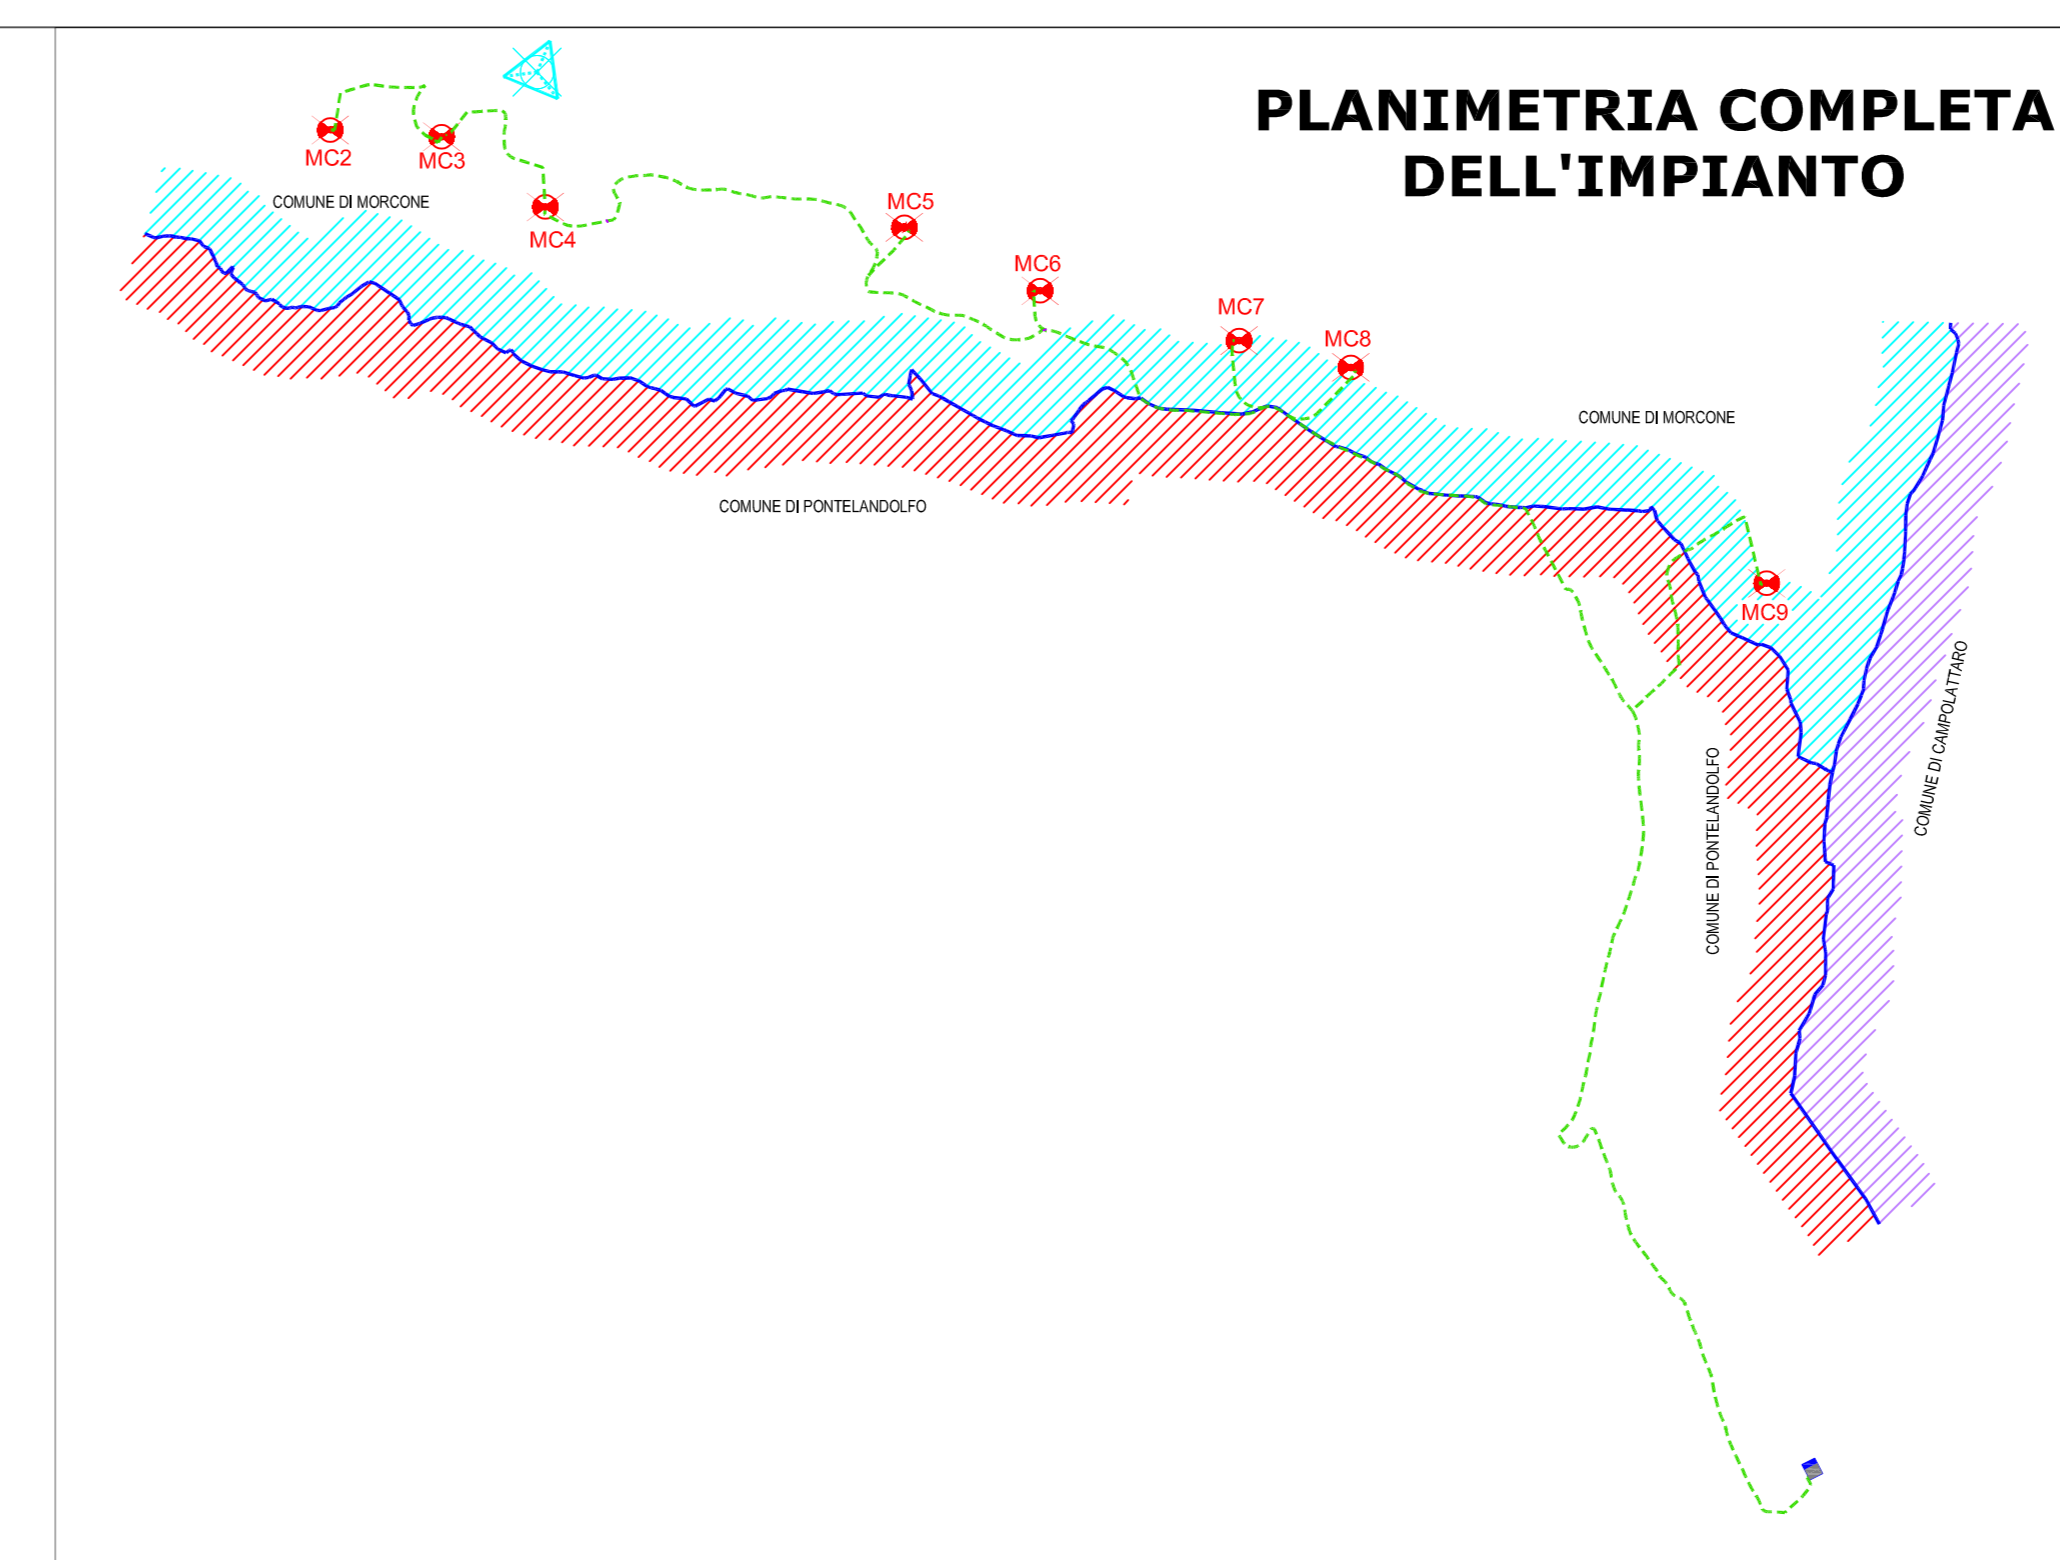 PLANIMETRIA COMPLETA
DELL'IMPIANTO
MC2
MC3
COMUNE DI MORCONE
MC4
MC5
MC6
MC7
MC8
COMUNE DI MORCONE
COMUNE DI PONTELANDOLFO
MC9
COMUNE DI CAMPOLATTARO
COMUNE DI PONTELANDOLFO